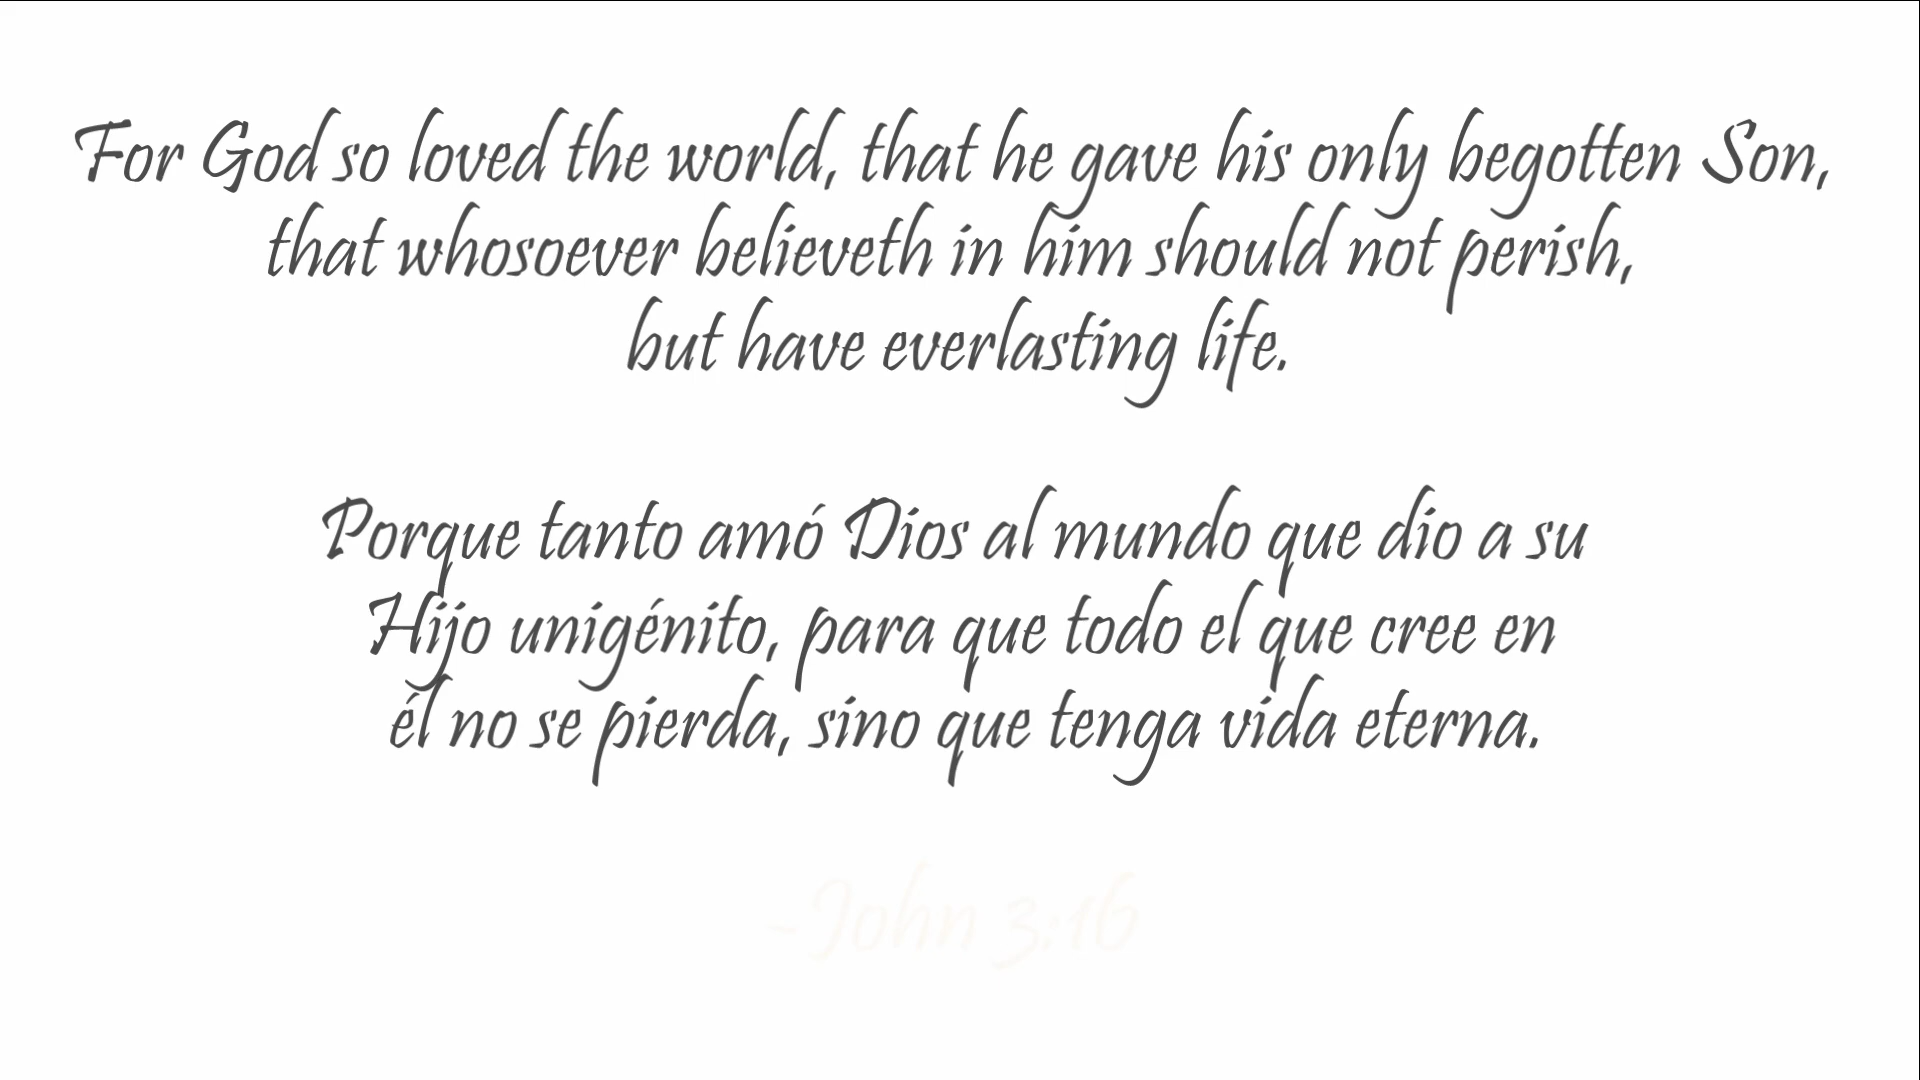 For God so loved the world, that he gave his only begotten Son,
that whosoever believeth in him should not perish,
but have everlasting life.
Porque tanto amó Dios al mundo que dio a su
Hijo unigénito, para que todo el que cree en
él no se pierda, sino que tenga vida eterna.
~John 3:16